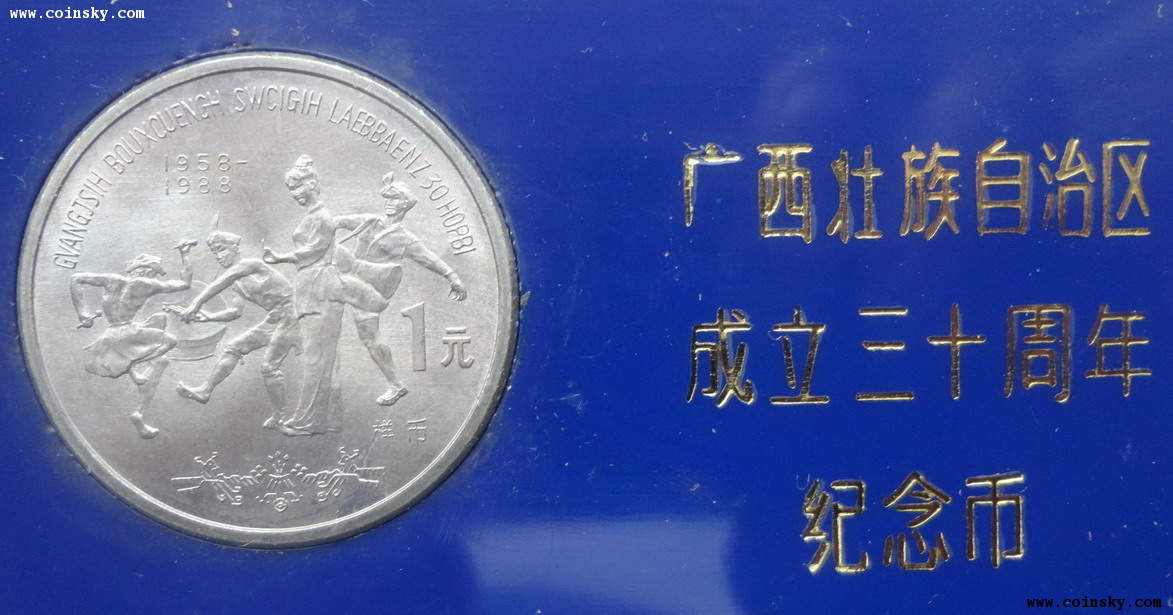 www.coinsky.com
GVANGJSIH BOUXCUENGH SWCIGIH LAEBBAENZ 30 HOPBI
1958-
1988
1元
样币
广西壮族自治区
成立三十周年
纪念币
www.coinsky.com